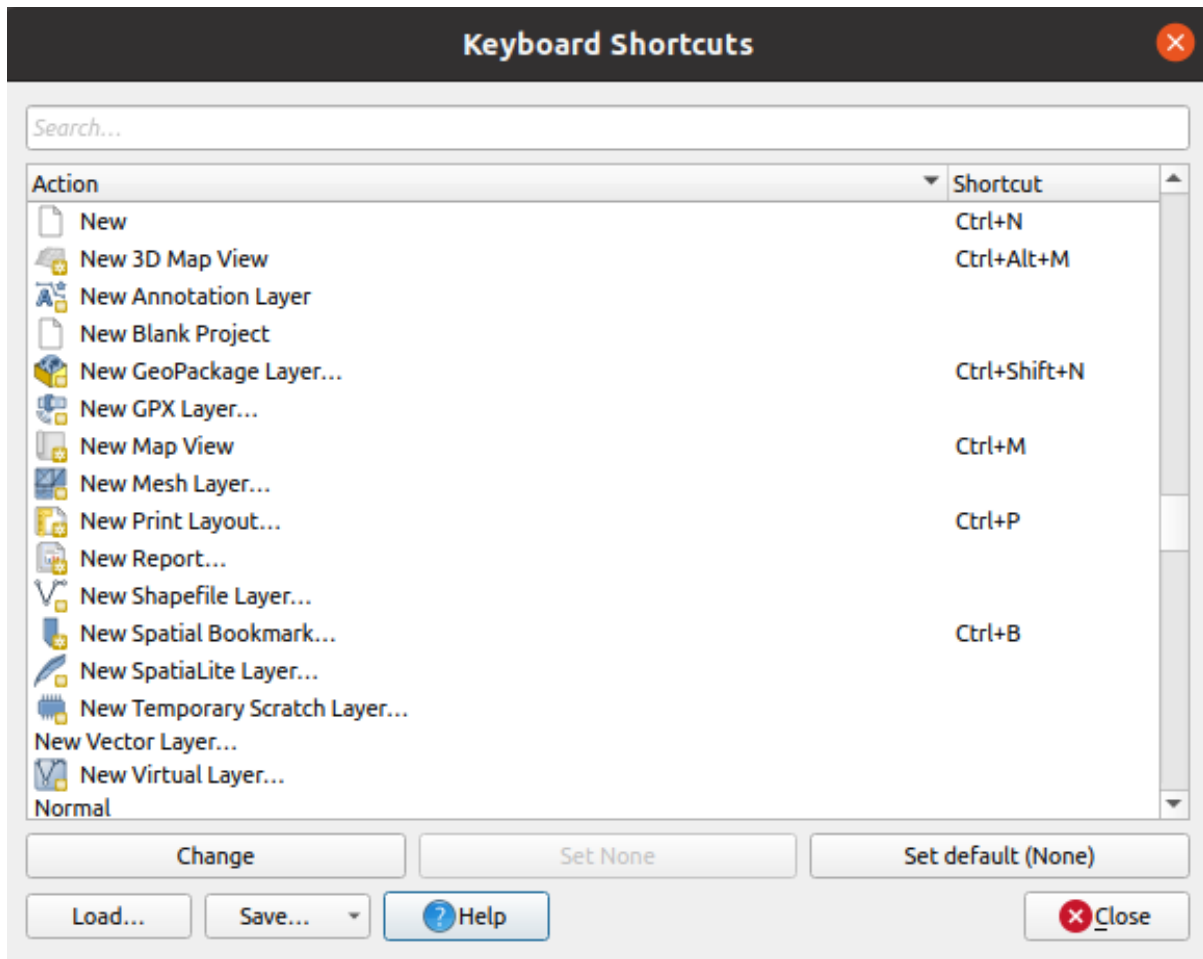 Keyboard Shortcuts
Search...
Action Shortcut
New Ctrl+N
New 3D Map View Ctrl+Alt+M
New Annotation Layer
New Blank Project
New GeoPackage Layer... Ctrl+Shift+N
New GPX Layer...
New Map View Ctrl+M
New Mesh Layer...
New Print Layout... Ctrl+P
New Report...
New Shapefile Layer...
New Spatial Bookmark... Ctrl+B
New SpatiaLite Layer...
New Temporary Scratch Layer...
New Vector Layer...
New Virtual Layer...
Normal
Change Set None Set default (None)
Load... Save... Help Close